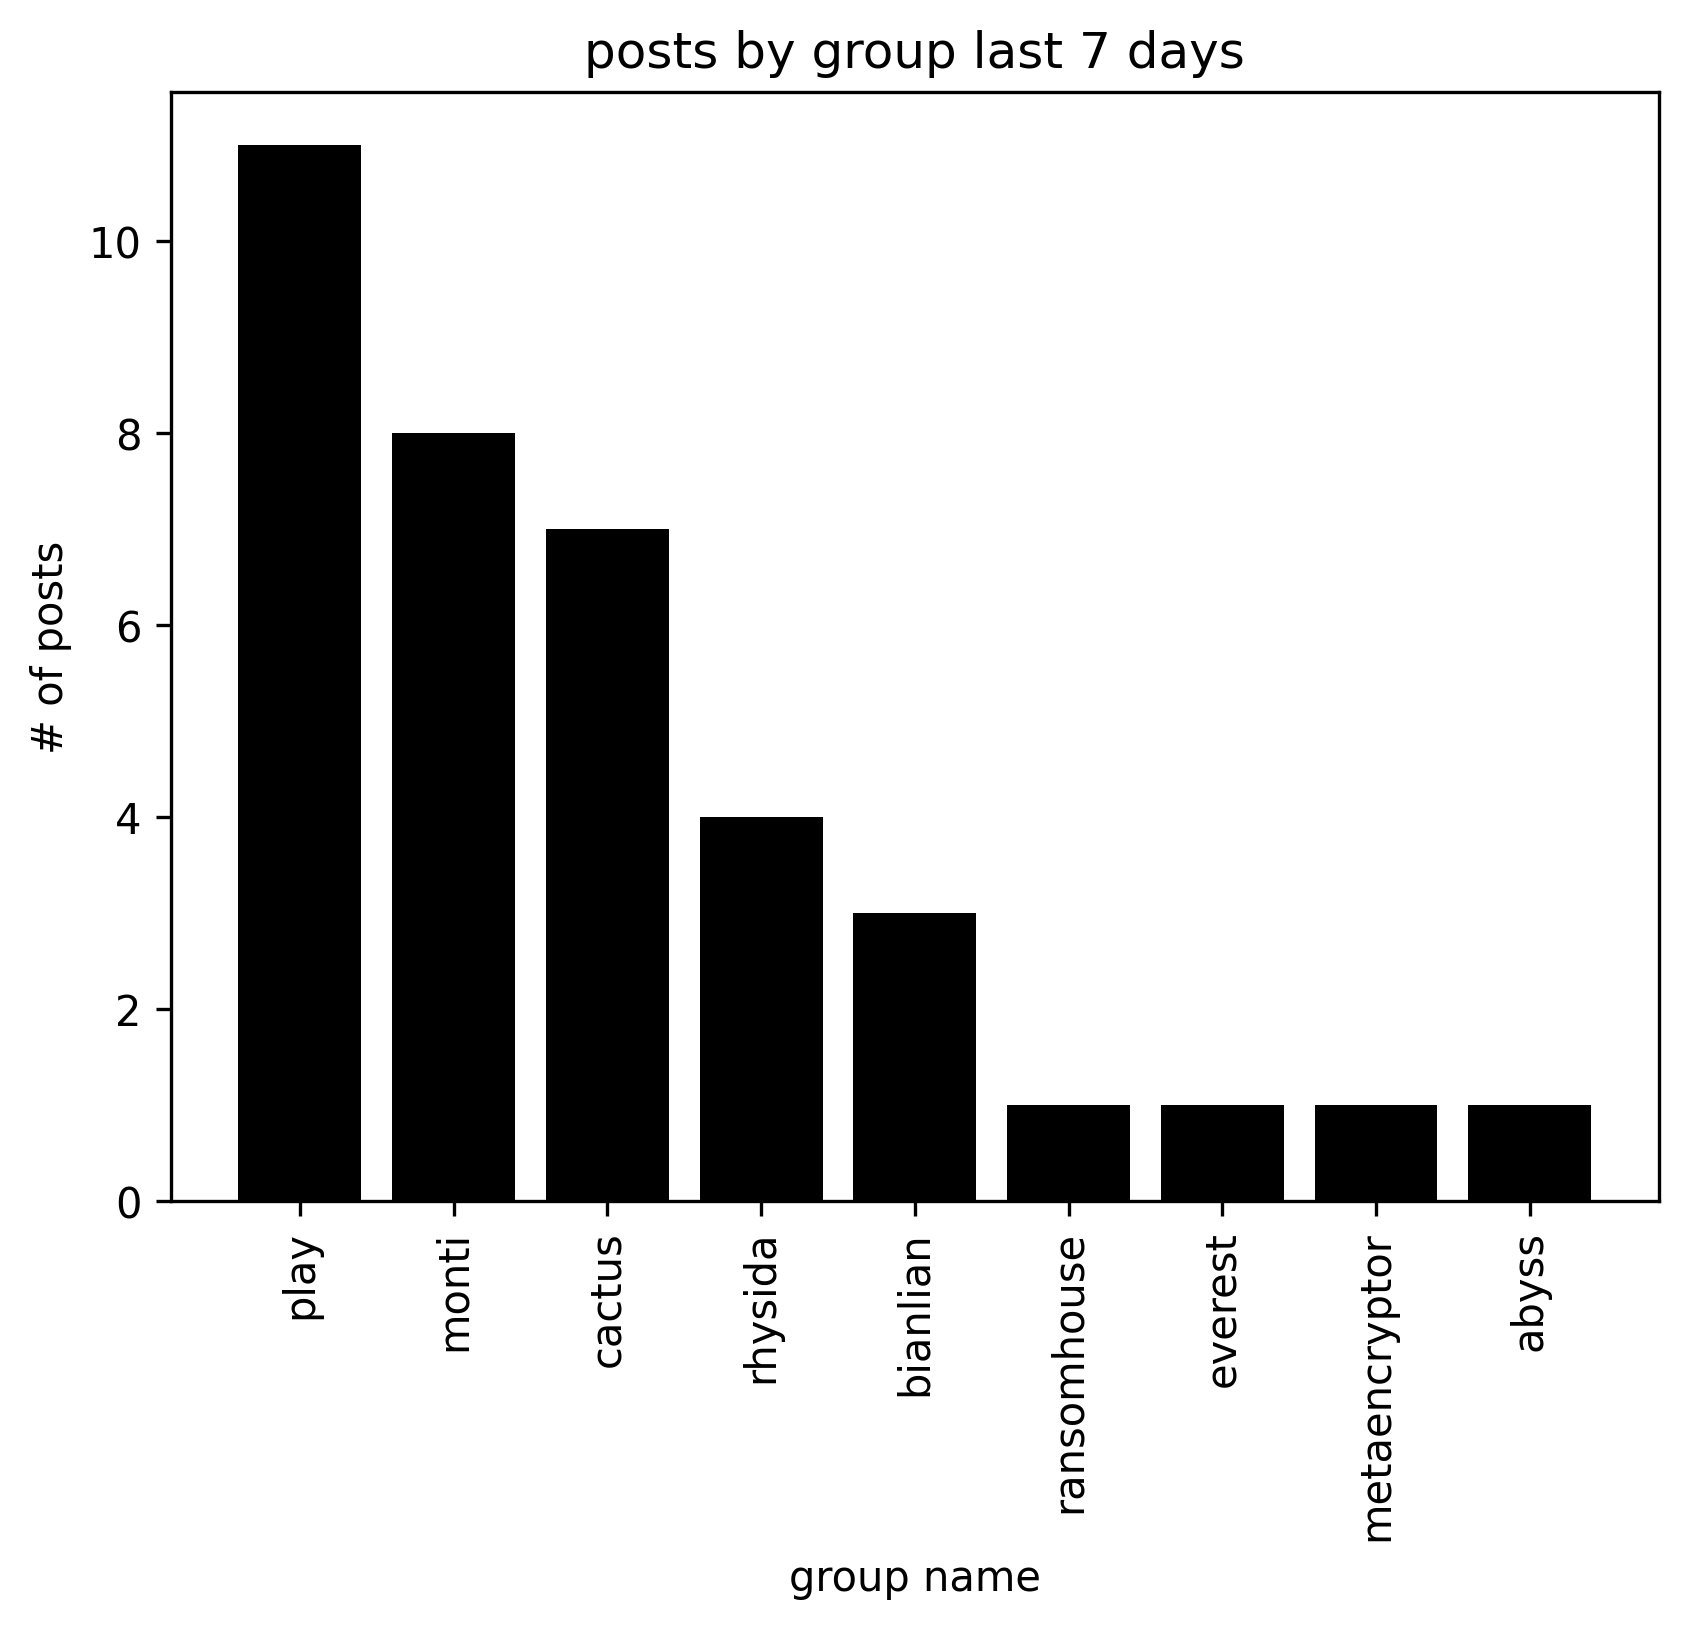 posts by group last 7 days
# of posts
10
8
6
4
2
0
play
monti
cactus
rhysida
bianlian
ransomhouse
everest
metaencryptor
abyss
group name